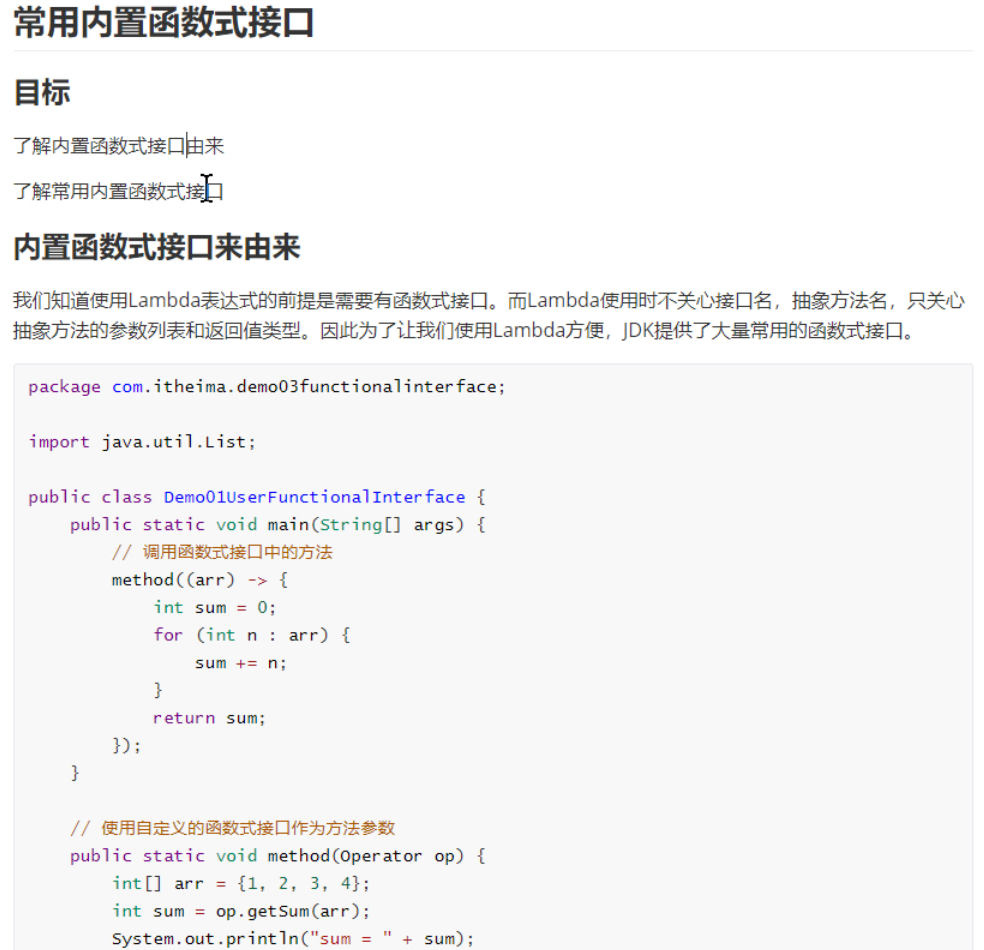 常用内置函数式接口
目标
了解内置函数式接口由来
了解常用内置函数式接口
内置函数式接口来由来
我们知道使用Lambda表达式的前提是需要有函数式接口。而Lambda使用时不关心接口名，抽象方法名，只关心
抽象方法的参数列表和返回值类型。因此为了让我们使用Lambda方便，JDK提供了大量常用的函数式接口。
package com.itheima.demo03functionalinterface;
import java.util.List;
public class Demo01UserFunctionalInterface {
    public static void main(String[] args) {
        // 调用函数式接口中的方法
        method((arr) -> {
            int sum = 0;
            for (int n : arr) {
                sum += n;
            }
            return sum;
        });
    }
    // 使用自定义的函数式接口作为方法参数
    public static void method(Operator op) {
        int[] arr = {1, 2, 3, 4};
        int sum = op.getSum(arr);
        System.out.println("sum = " + sum);